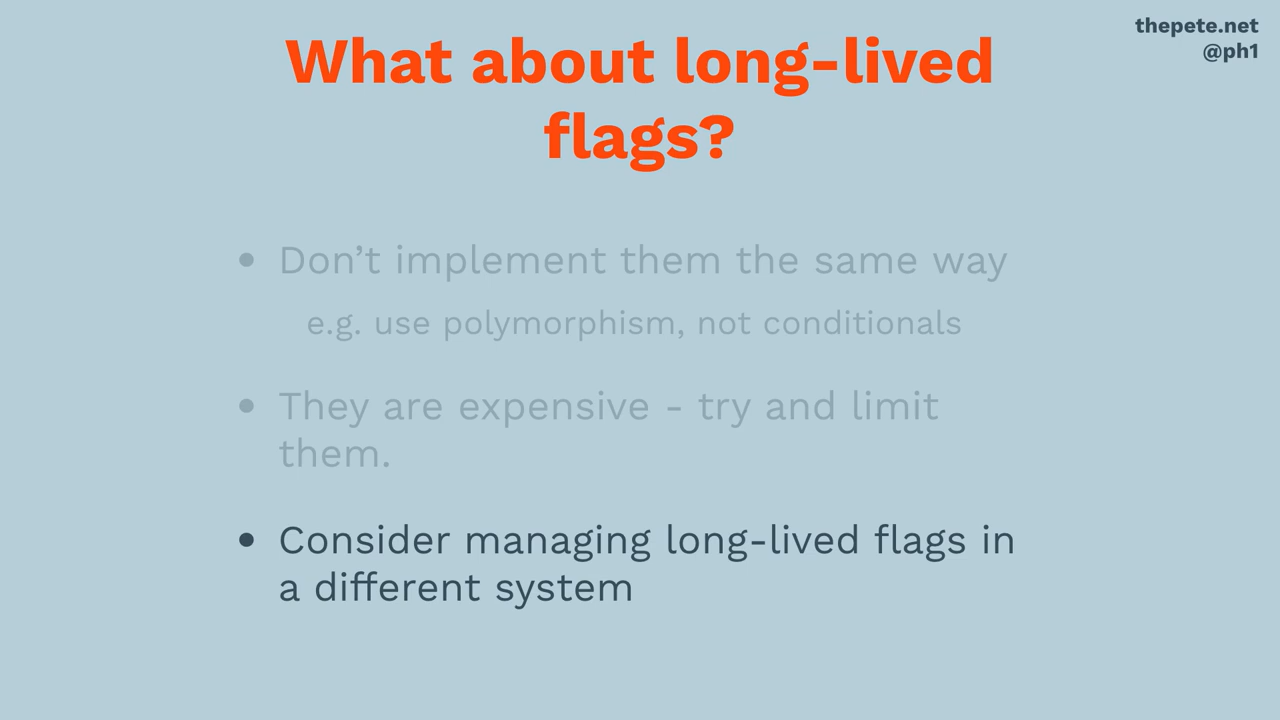 What about long-lived
flags?
thepete.net
@ph1
• Don’t implement them the same way
e.g. use polymorphism, not conditionals
• They are expensive - try and limit
them.
• Consider managing long-lived flags in
a different system